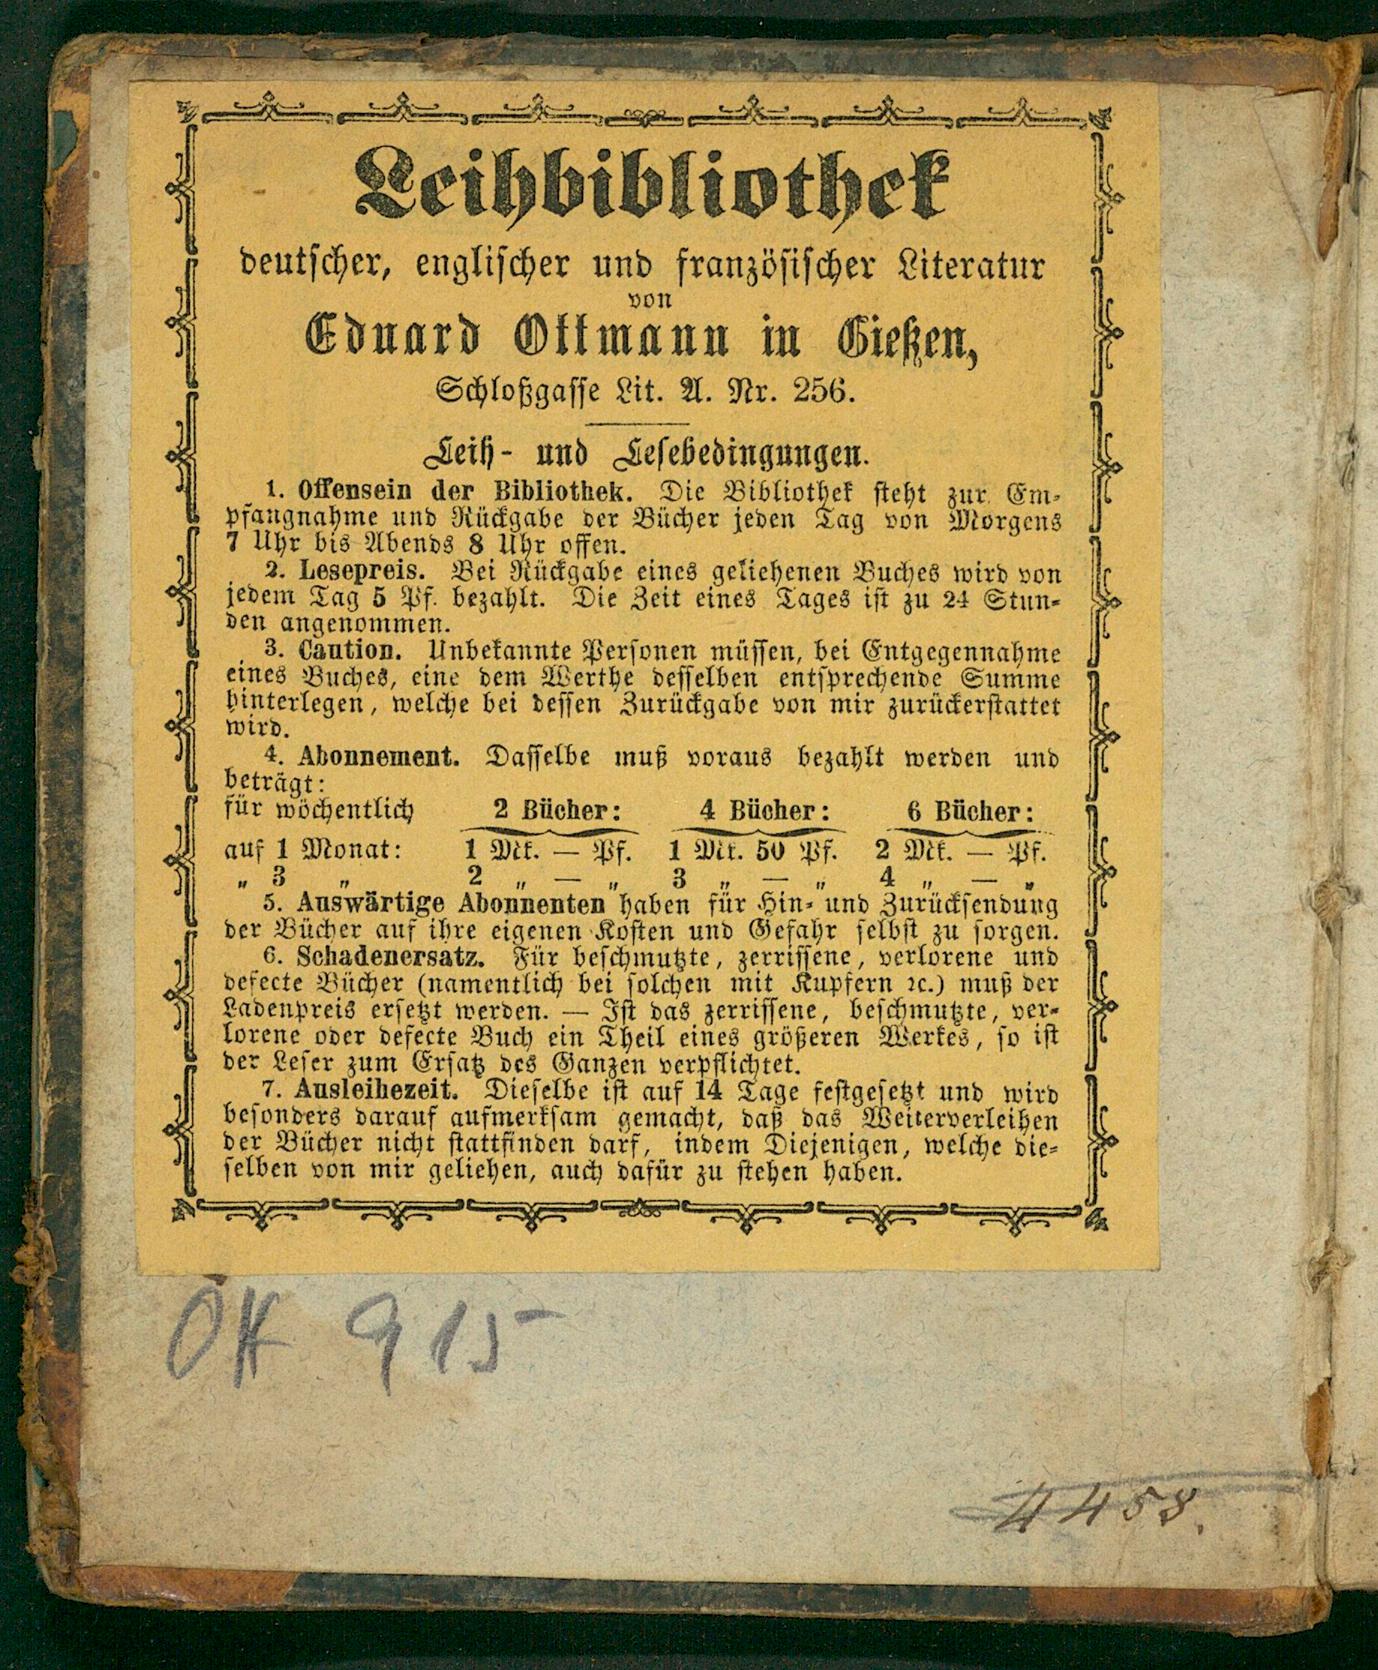 Leihbibliothek
deutscher, englischer und französischer Literatur
von
Eduard Ottmann in Gießen,
Schloßgasse Lit. A. Nr. 256.
Leih- und Lesebedingungen.
1. Offensein der Bibliothek. Die Bibliothek steht zur Em-
pfangnahme und Rückgabe der Bücher jeden Tag von Morgens
7 Uhr bis Abends 8 Uhr offen.
2. Lesepreis. Bei Rückgabe eines geliehenen Buches wird von
jedem Tag 5 Pf. bezahlt. Die Zeit eines Tages ist zu 24 Stun-
den angenommen.
3. Caution. Unbekannte Personen müssen, bei Entgegennahme
eines Buches, eine dem Werthe desselben entsprechende Summe
hinterlegen, welche bei dessen Zurückgabe von mir zurückerstattet
wird.
4. Abonnement. Dasselbe muß voraus bezahlt werden und
beträgt:
für wöchentlich 2 Bücher: 4 Bücher: 6 Bücher:
auf 1 Monat: 1 Mk. — Pf. 1 Mk. 50 Pf. 2 Mk. — Pf.
„ 3 „ 2 „ — „ 3 „ — „ 4 „ — „
5. Auswärtige Abonnenten haben für Hin- und Zurücksendung
der Bücher auf ihre eigenen Kosten und Gefahr selbst zu sorgen.
6. Schadenersatz. Für beschmutzte, zerrissene, verlorene und
defecte Bücher (namentlich bei solchen mit Kupfern ꝛc.) muß der
Ladenpreis ersetzt werden. — Ist das zerrissene, beschmutzte, ver-
lorene oder defecte Buch ein Theil eines größeren Werkes, so ist
der Leser zum Ersatz des Ganzen verpflichtet.
7. Ausleihezeit. Dieselbe ist auf 14 Tage festgesetzt und wird
besonders darauf aufmerksam gemacht, daß das Weiterverleihen
der Bücher nicht stattfinden darf, indem Diejenigen, welche die-
selben von mir geliehen, auch dafür zu stehen haben.
OK 915
4458.